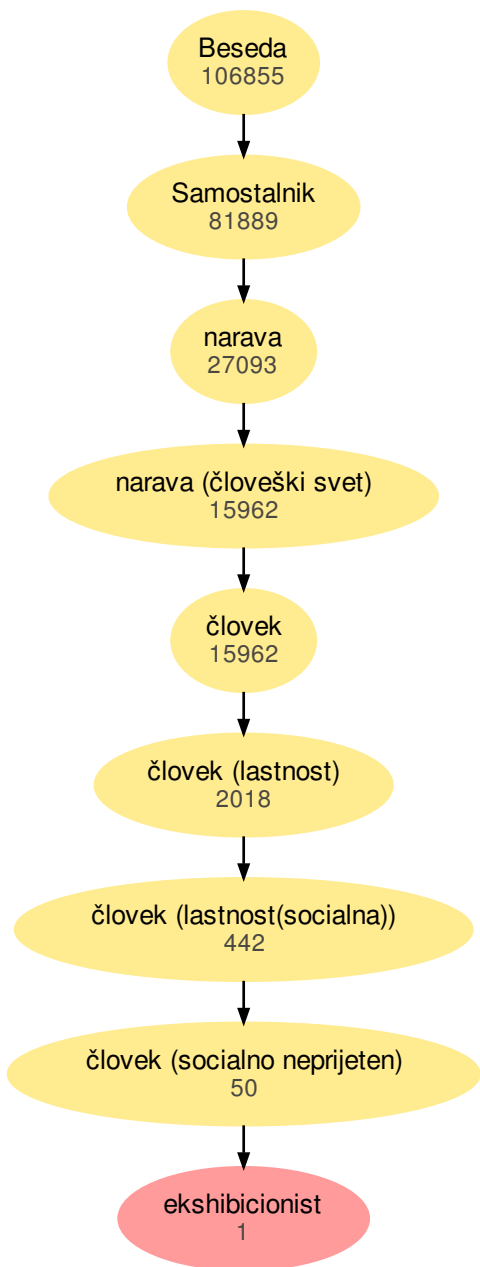 Beseda
106855
Samostalnik
81889
narava
27093
narava (človeški svet)
15962
človek
15962
človek (lastnost)
2018
človek (lastnost(socialna))
442
človek (socialno neprijeten)
50
ekshibicionist
1